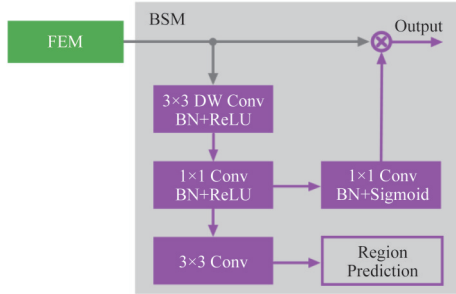 BSM
Output
FEM
3×3 DW Conv
BN+ReLU
1×1 Conv
BN+ReLU
1×1 Conv
BN+Sigmoid
3×3 Conv
Region
Prediction